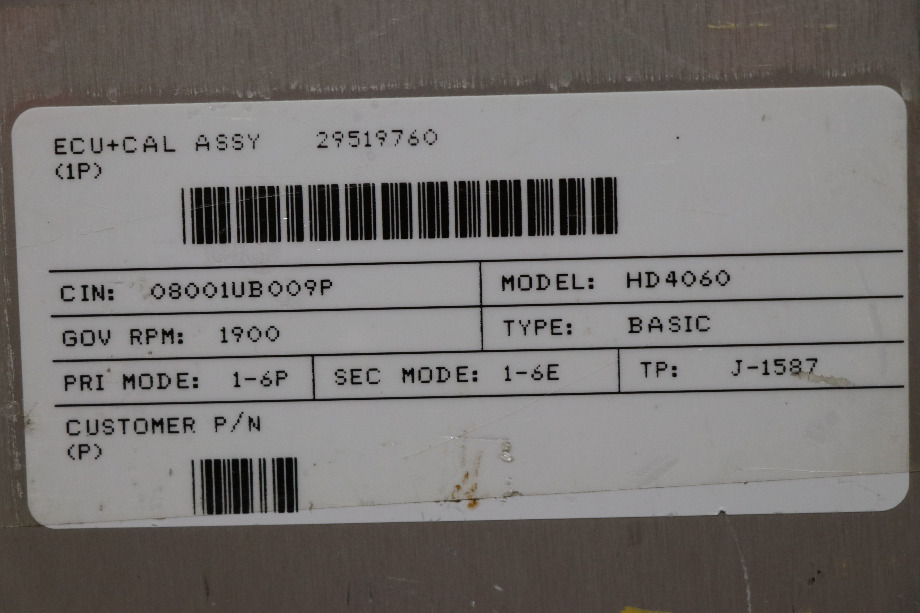 ECU+CAL ASSY 29519760
(1P)
CIN: 08001UB009P MODEL: HD4060
GOV RPM: 1900 TYPE: BASIC
PRI MODE: 1-6P SEC MODE: 1-6E TP: J-1587
CUSTOMER P/N
(P)